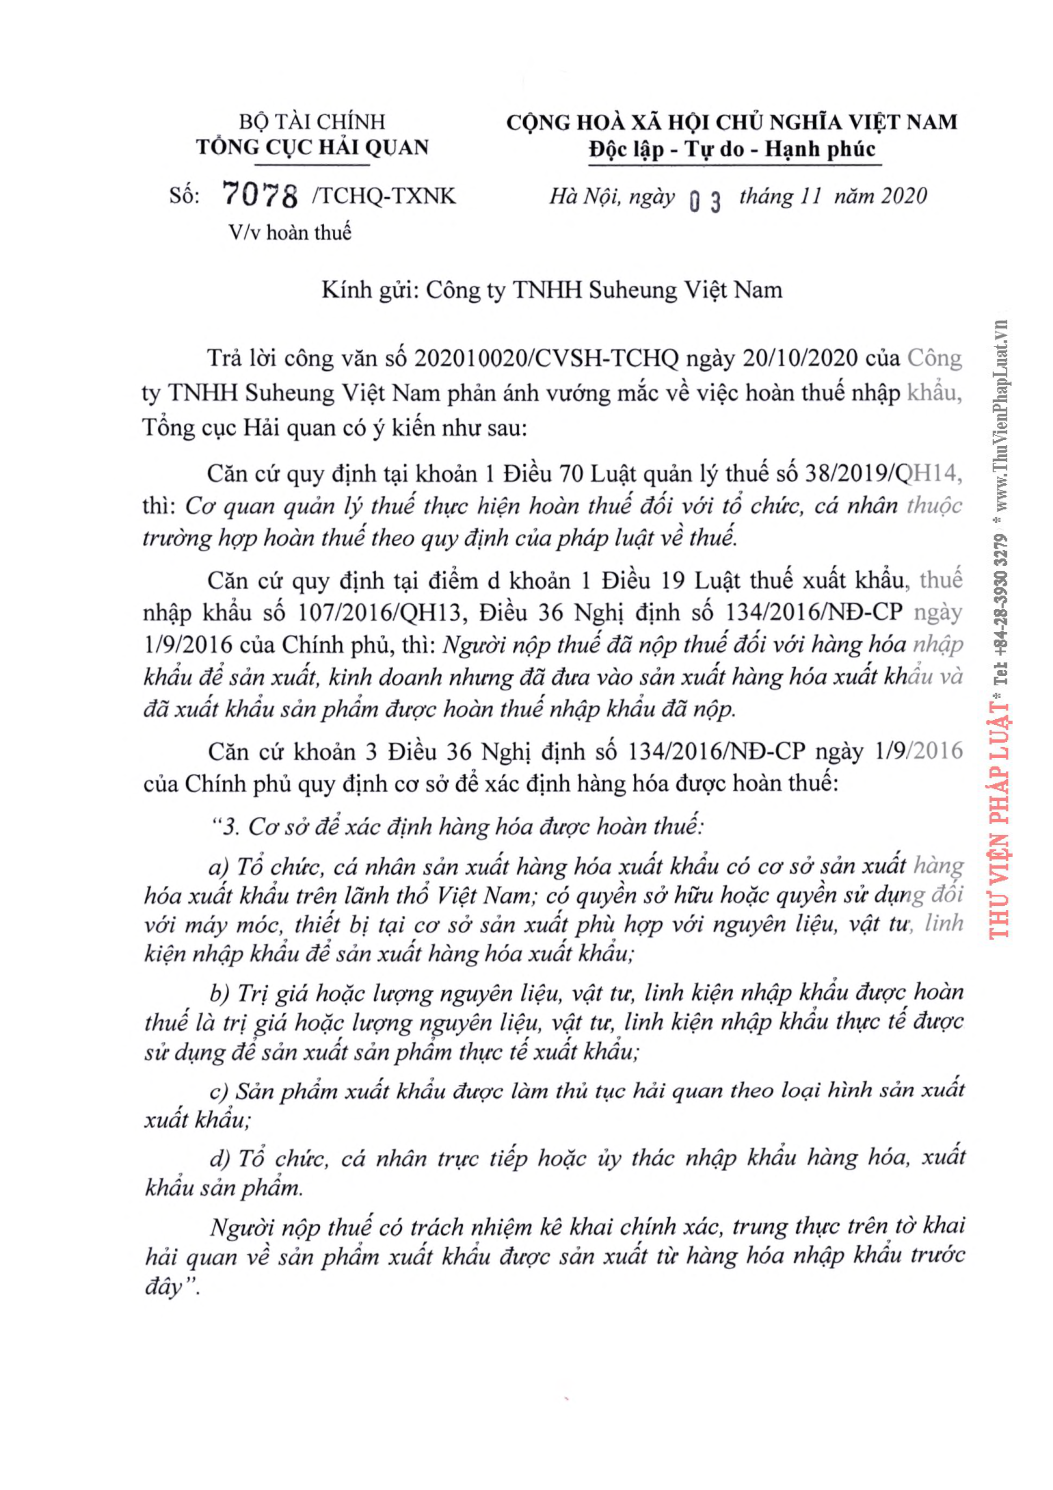 BỘ TÀI CHÍNH
TỔNG CỤC HẢI QUAN
CỘNG HOÀ XÃ HỘI CHỦ NGHĨA VIỆT NAM
Độc lập - Tự do - Hạnh phúc
Số: 7078 /TCHQ-TXNK
V/v hoàn thuế
Hà Nội, ngày 03 tháng 11 năm 2020
Kính gửi: Công ty TNHH Suheung Việt Nam
Trả lời công văn số 202010020/CVSH-TCHQ ngày 20/10/2020 của Công
ty TNHH Suheung Việt Nam phản ánh vướng mắc về việc hoàn thuế nhập khẩu,
Tổng cục Hải quan có ý kiến như sau:
Căn cứ quy định tại khoản 1 Điều 70 Luật quản lý thuế số 38/2019/QH14,
thì: Cơ quan quản lý thuế thực hiện hoàn thuế đối với tổ chức, cá nhân thuộc
trường hợp hoàn thuế theo quy định của pháp luật về thuế.
Căn cứ quy định tại điểm d khoản 1 Điều 19 Luật thuế xuất khẩu, thuế
nhập khẩu số 107/2016/QH13, Điều 36 Nghị định số 134/2016/NĐ-CP ngày
1/9/2016 của Chính phủ, thì: Người nộp thuế đã nộp thuế đối với hàng hóa nhập
khẩu để sản xuất, kinh doanh nhưng đã đưa vào sản xuất hàng hóa xuất khẩu và
đã xuất khẩu sản phẩm được hoàn thuế nhập khẩu đã nộp.
Căn cứ khoản 3 Điều 36 Nghị định số 134/2016/NĐ-CP ngày 1/9/2016
của Chính phủ quy định cơ sở để xác định hàng hóa được hoàn thuế:
“3. Cơ sở để xác định hàng hóa được hoàn thuế:
a) Tổ chức, cá nhân sản xuất hàng hóa xuất khẩu có cơ sở sản xuất hàng
hóa xuất khẩu trên lãnh thổ Việt Nam; có quyền sở hữu hoặc quyền sử dụng đối
với máy móc, thiết bị tại cơ sở sản xuất phù hợp với nguyên liệu, vật tư, linh
kiện nhập khẩu để sản xuất hàng hóa xuất khẩu;
b) Trị giá hoặc lượng nguyên liệu, vật tư, linh kiện nhập khẩu được hoàn
thuế là trị giá hoặc lượng nguyên liệu, vật tư, linh kiện nhập khẩu thực tế được
sử dụng để sản xuất sản phẩm thực tế xuất khẩu;
c) Sản phẩm xuất khẩu được làm thủ tục hải quan theo loại hình sản xuất
xuất khẩu;
d) Tổ chức, cá nhân trực tiếp hoặc ủy thác nhập khẩu hàng hóa, xuất
khẩu sản phẩm.
Người nộp thuế có trách nhiệm kê khai chính xác, trung thực trên tờ khai
hải quan về sản phẩm xuất khẩu được sản xuất từ hàng hóa nhập khẩu trước
đây”.
THƯ VIỆN PHÁP LUẬT * Tel: +84-28-3930 3279 * www.ThuVienPhapLuat.vn